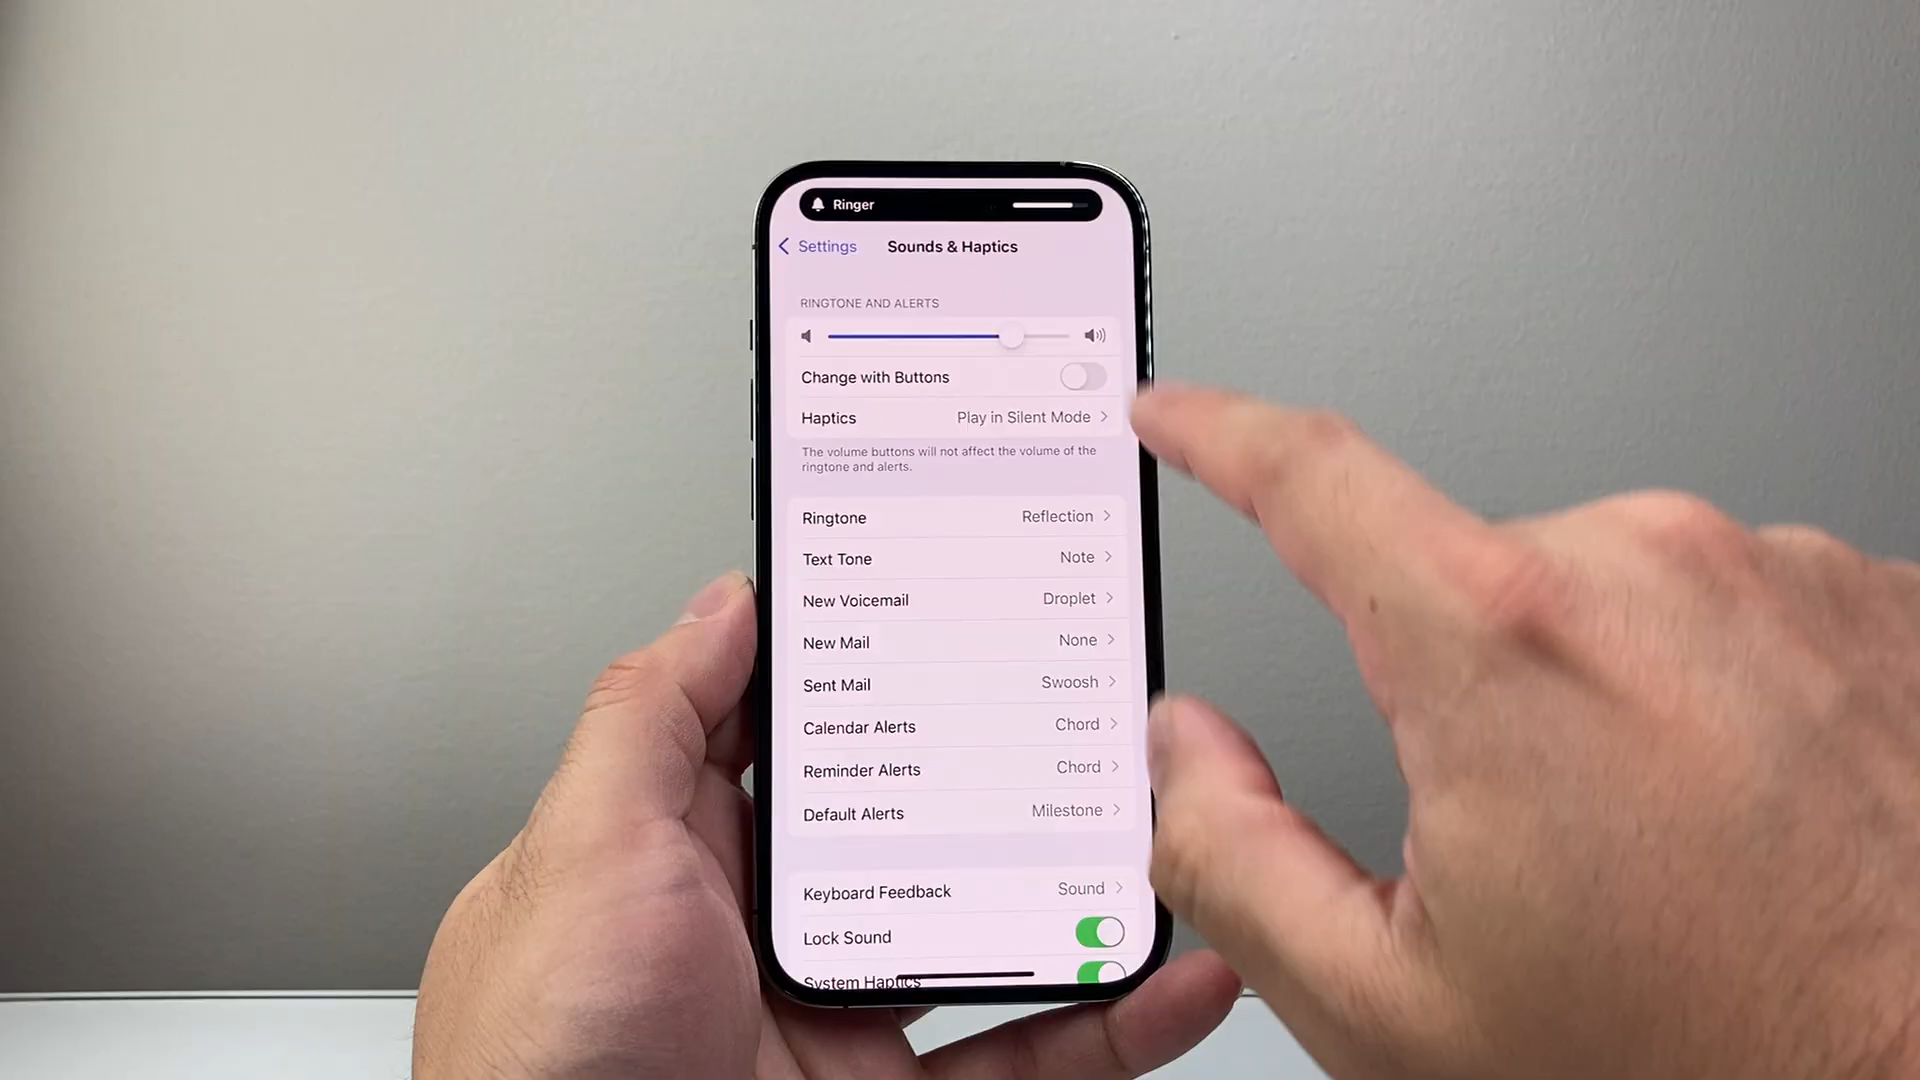 Ringer
Settings
Sounds & Haptics
RINGTONE AND ALERTS
Change with Buttons
Haptics Play in Silent Mode
The volume buttons will not affect the volume of the
ringtone and alerts.
Ringtone Reflection
Text Tone Note
New Voicemail Droplet
New Mail None
Sent Mail Swoosh
Calendar Alerts Chord
Reminder Alerts Chord
Default Alerts Milestone
Keyboard Feedback Sound
Lock Sound
System Haptics